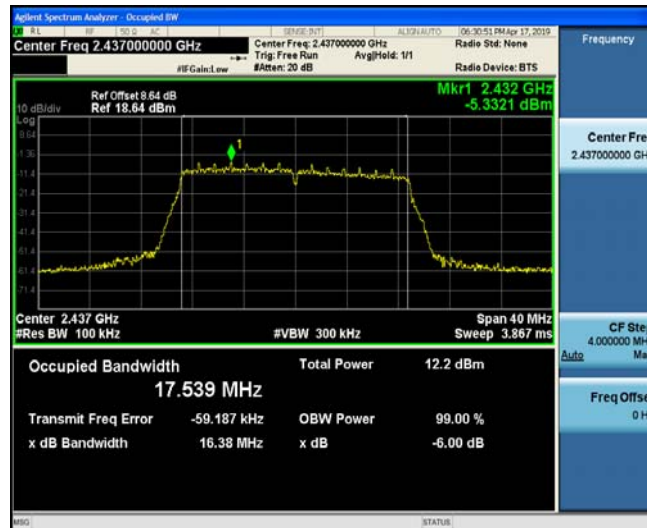 Agilent Spectrum Analyzer - Occupied BW
RL RF 50 Ω AC SENSE:INT ALIGNAUTO 06:30:51 PM Apr 17, 2019
Center Freq 2.437000000 GHz
Center Freq: 2.437000000 GHz
Radio Std: None
Trig: Free Run Avg|Hold: 1/1
#IFGain:Low
#Atten: 20 dB
Radio Device: BTS
Frequency
Ref Offset 8.64 dB
Mkr1 2.432 GHz
10 dB/div
Ref 18.64 dBm
-5.3321 dBm
Log
8.64
-1.36
-11.4
-21.4
-31.4
-41.4
-51.4
-61.4
-71.4
1
Center 2.437 GHz
Span 40 MHz
#Res BW 100 kHz
#VBW 300 kHz
Sweep 3.867 ms
Occupied Bandwidth
Total Power
12.2 dBm
17.539 MHz
Transmit Freq Error
-59.187 kHz
OBW Power
99.00 %
x dB Bandwidth
16.38 MHz
x dB
-6.00 dB
Center Fre
2.437000000 GH
CF Ste
4.000000 MH
Auto Ma
Freq Offse
0 H
MSG
STATUS